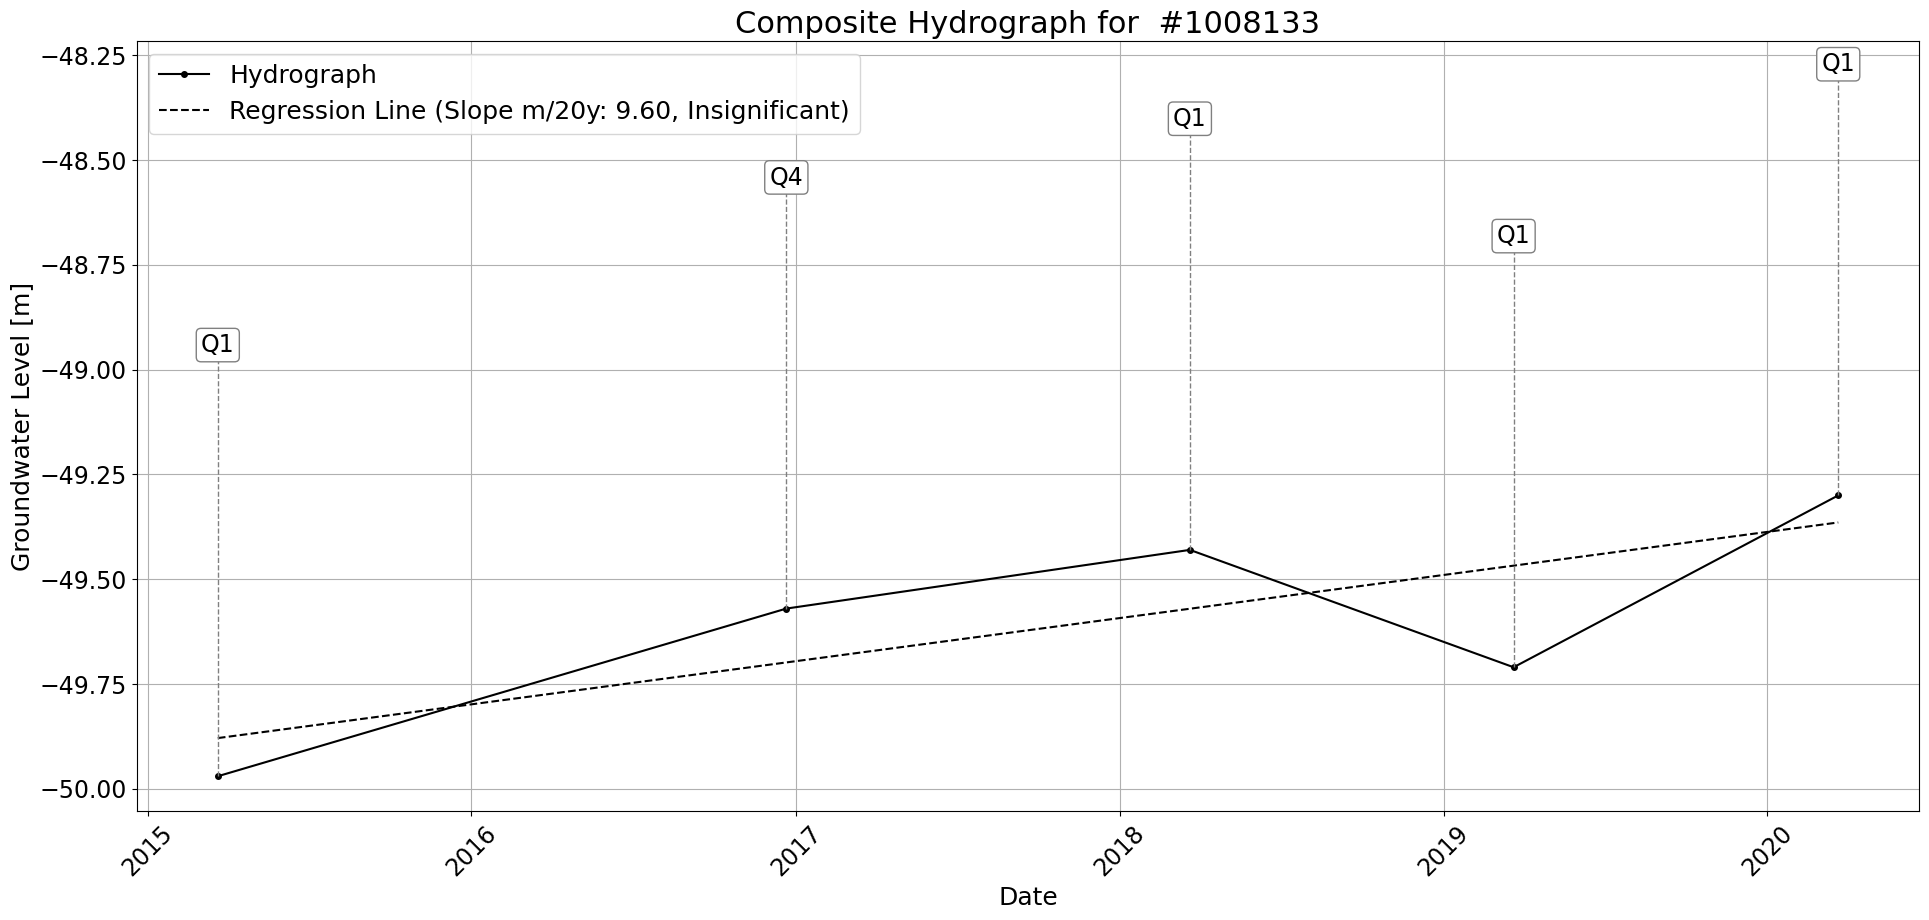 Composite Hydrograph for  #1008133
Hydrograph
Regression Line (Slope m/20y: 9.60, Insignificant)
Q1
Q4
Q1
Q1
Q1
Groundwater Level [m]
−48.25
−48.50
−48.75
−49.00
−49.25
−49.50
−49.75
−50.00
2015
2016
2017
2018
2019
2020
Date